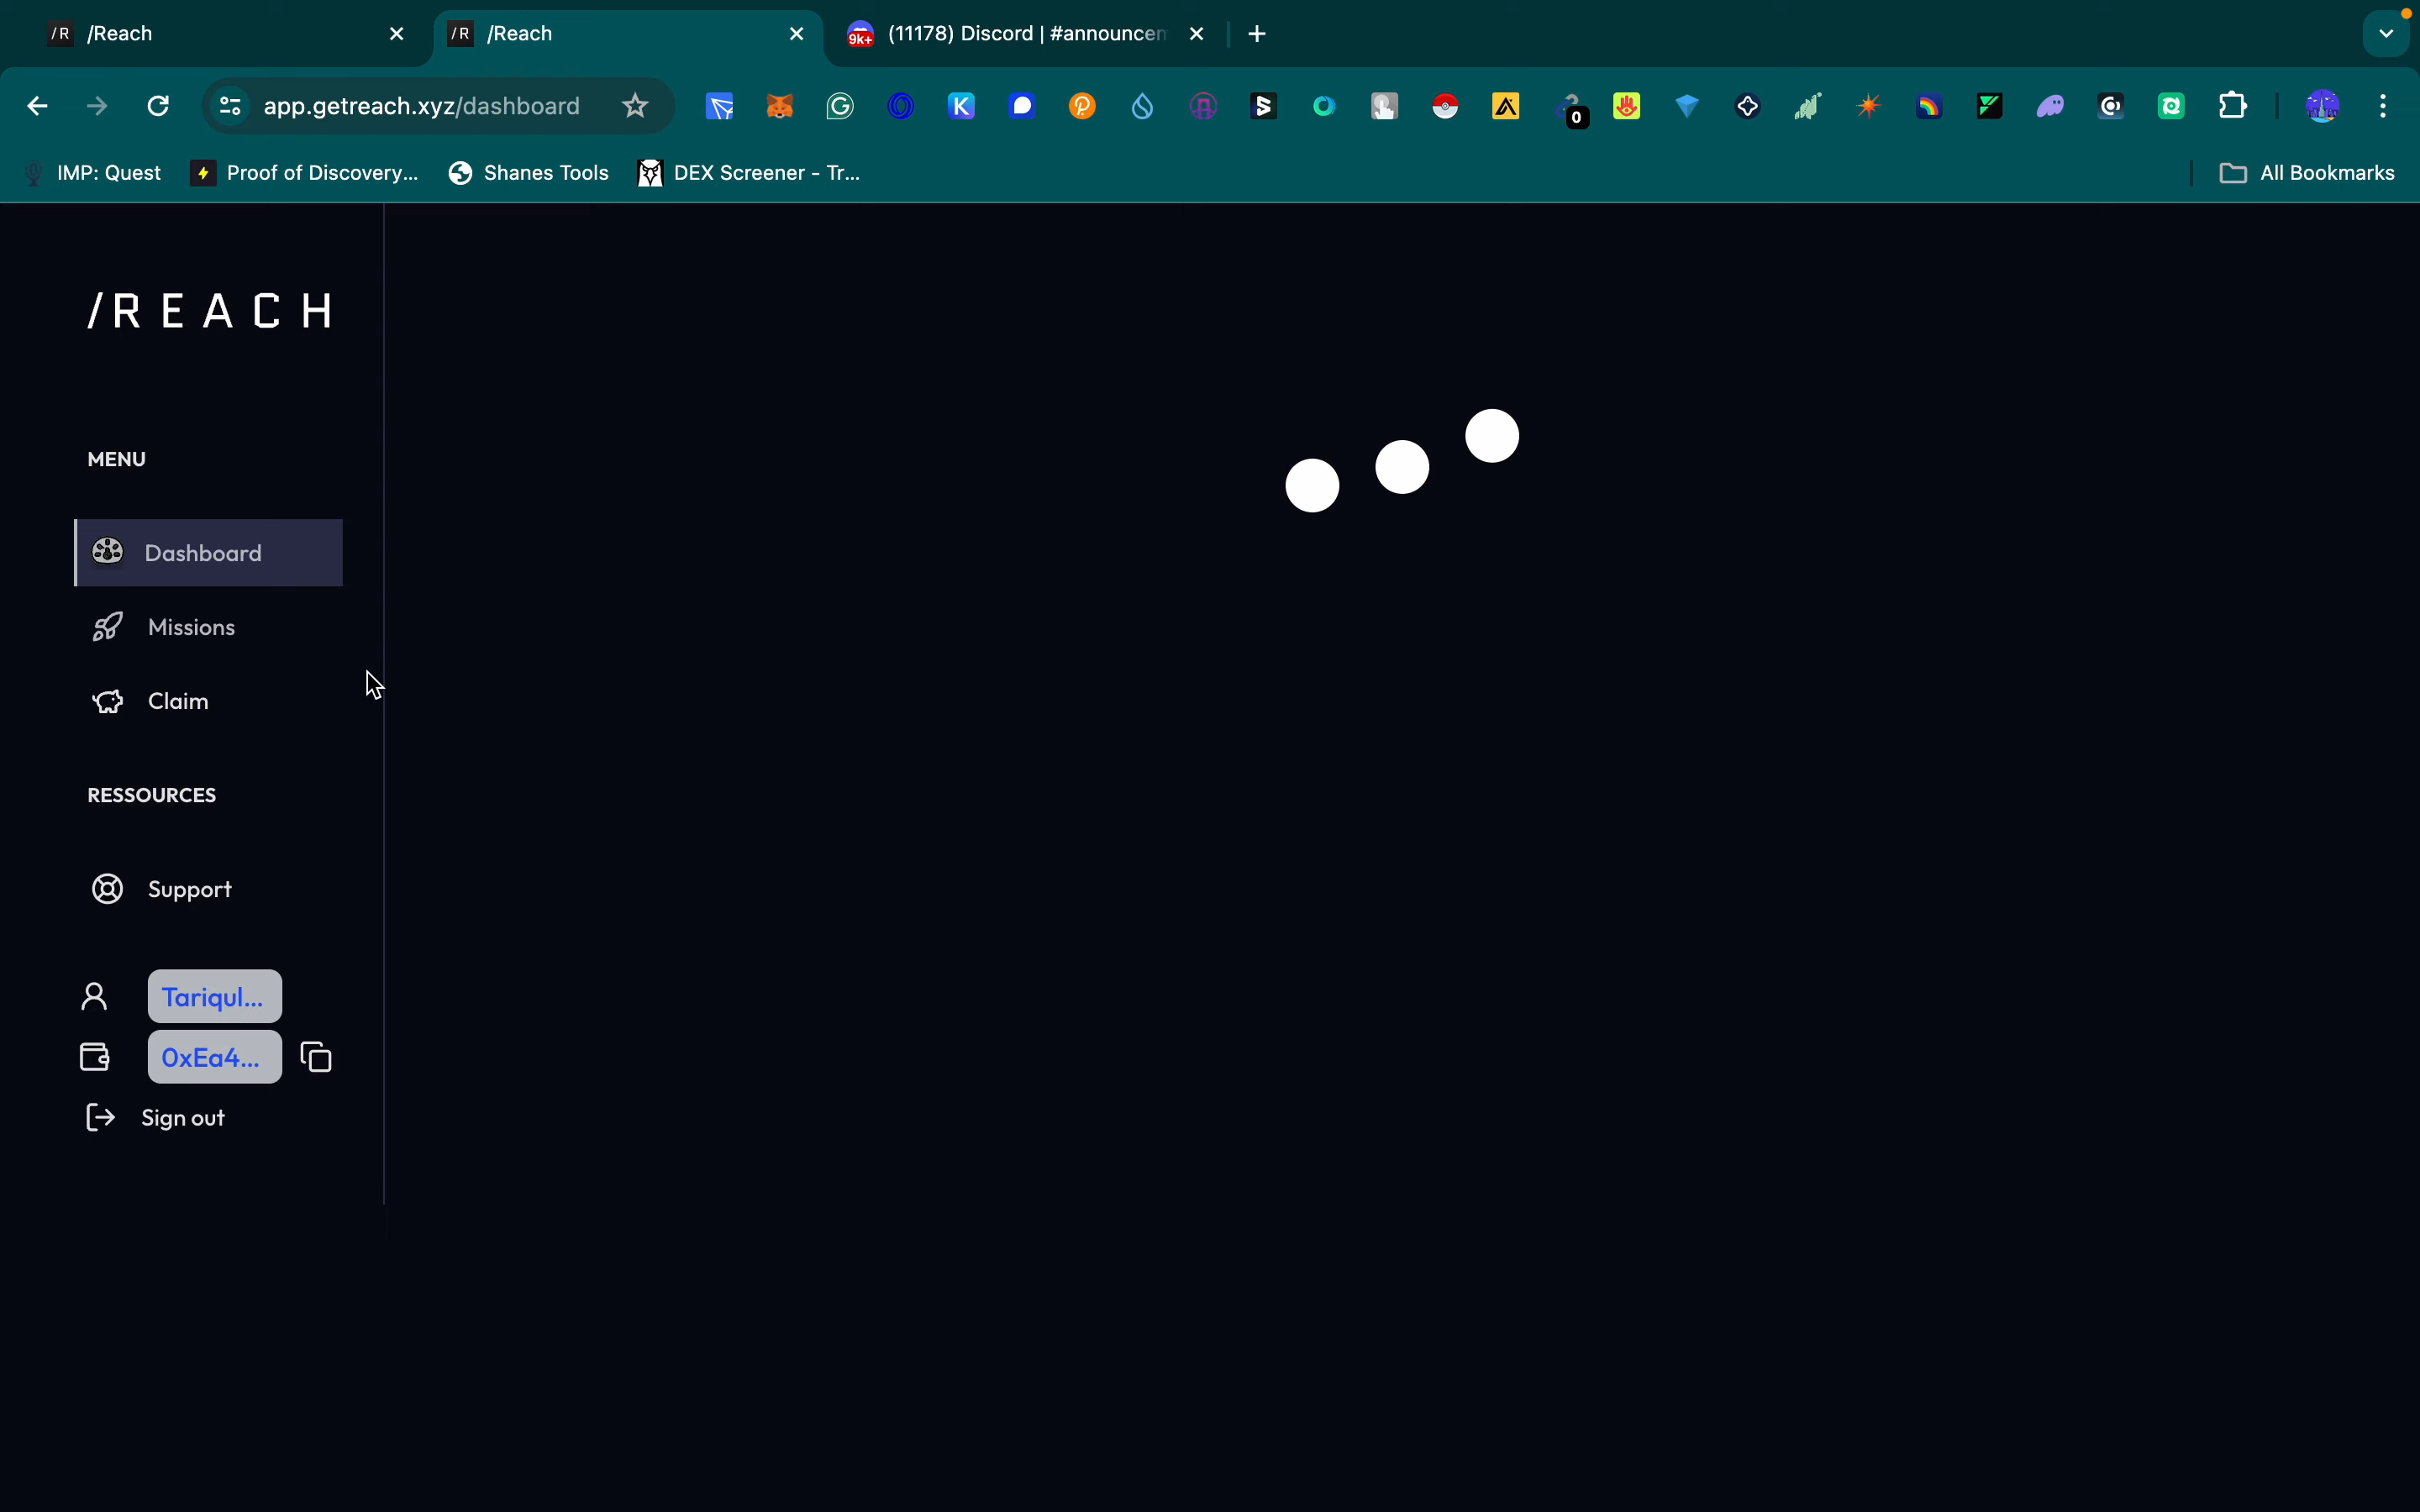 /R /Reach
/R /Reach
9k+ (11178) Discord | #announcem
app.getreach.xyz/dashboard
K
0
IMP: Quest
Proof of Discovery...
Shanes Tools
DEX Screener - Tr...
All Bookmarks
/REACH
MENU
Dashboard
Missions
Claim
RESSOURCES
Support
Tariqul...
0xEa4...
Sign out